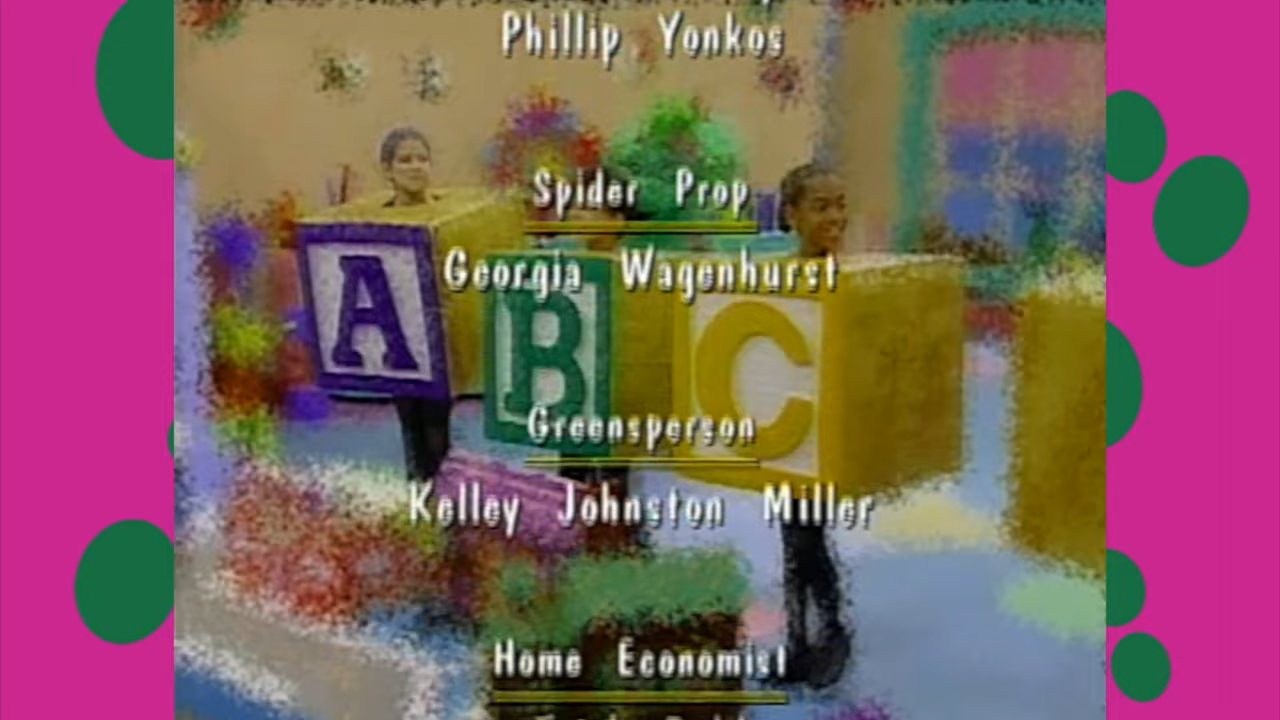 Phillip Yonkos
Spider Prop
Georgia Wagenhurst
A B C
Greensperson
Kelley Johnston Miller
Home Economist